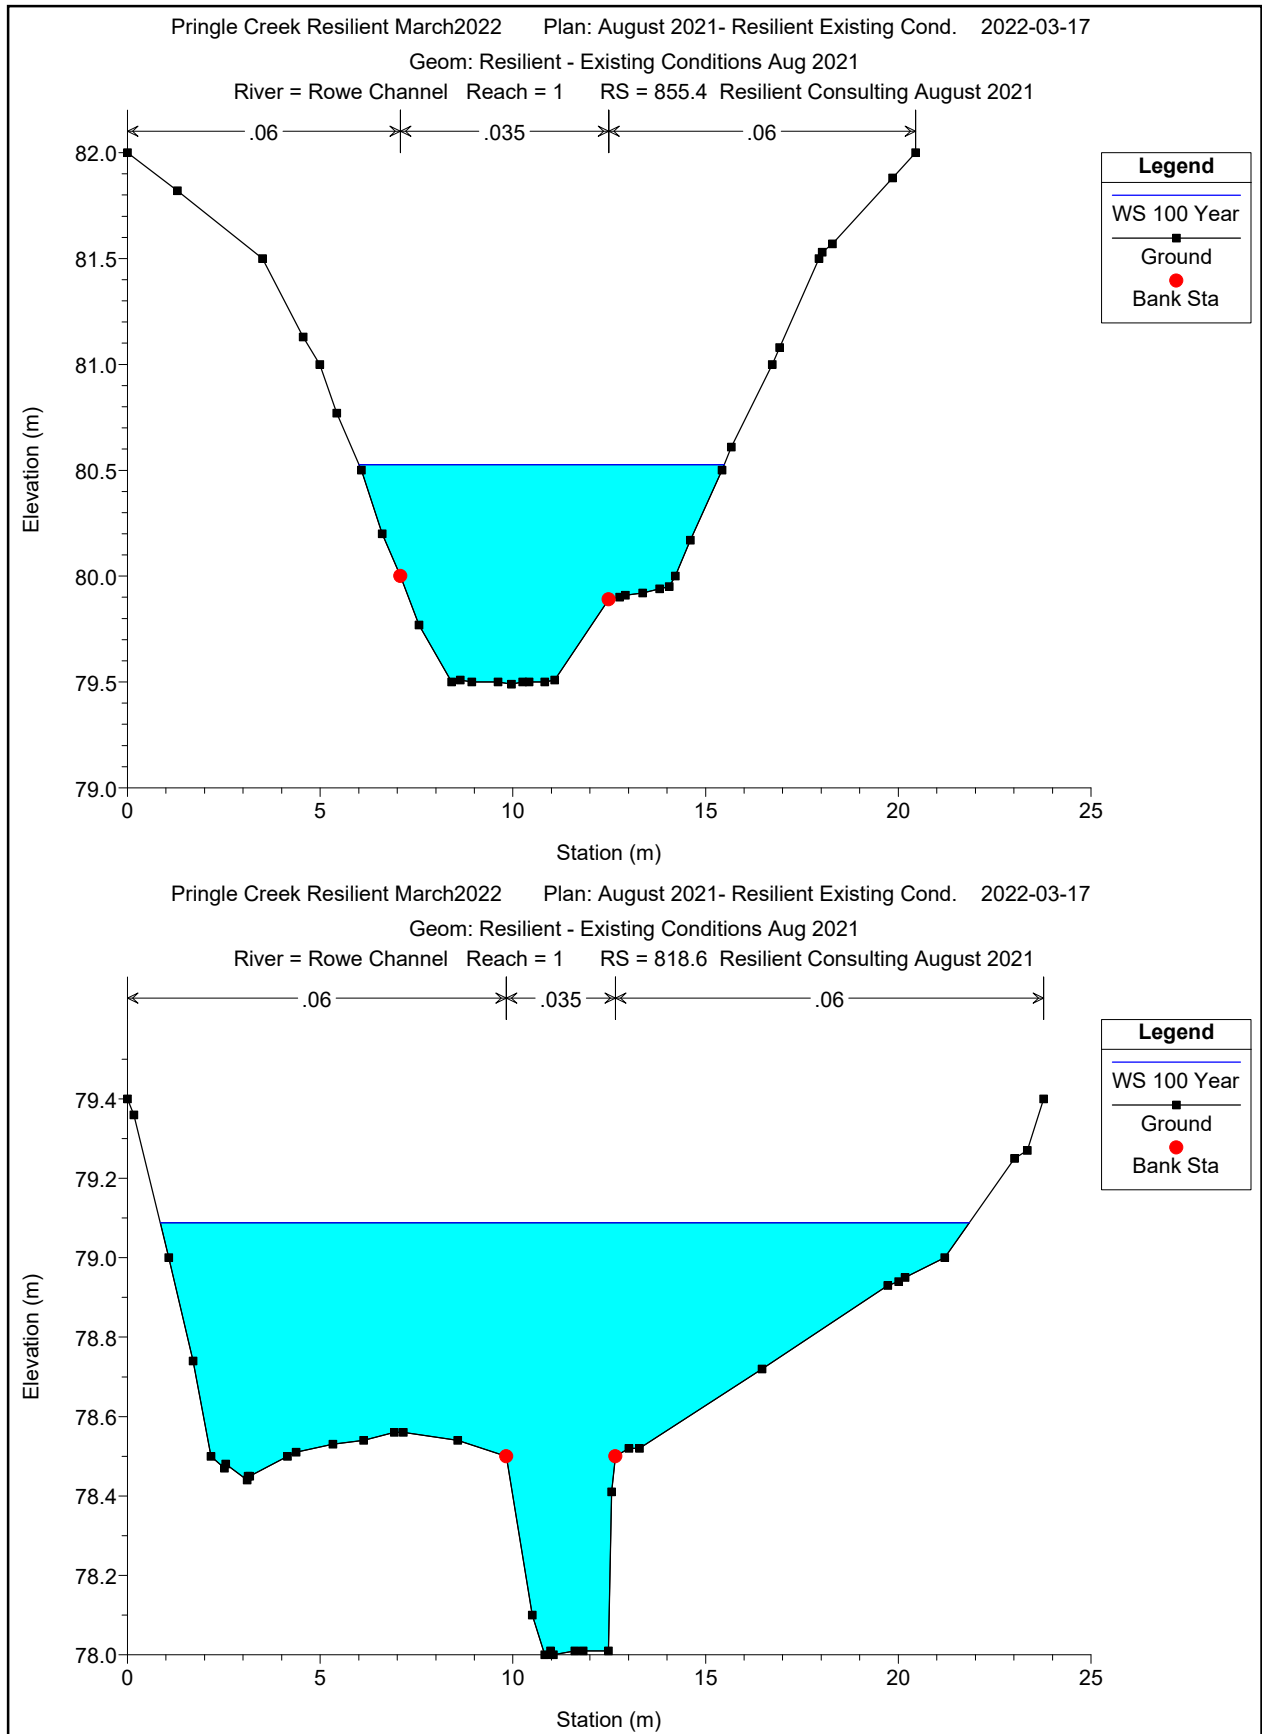 Pringle Creek Resilient March2022 Plan: August 2021- Resilient Existing Cond. 2022-03-17
Geom: Resilient - Existing Conditions Aug 2021
River = Rowe Channel Reach = 1 RS = 855.4 Resilient Consulting August 2021
.06 .035 .06
82.0
81.5
81.0
80.5
80.0
79.5
79.0
Elevation (m)
0 5 10 15 20 25
Station (m)
Legend
WS 100 Year
Ground
Bank Sta
Pringle Creek Resilient March2022 Plan: August 2021- Resilient Existing Cond. 2022-03-17
Geom: Resilient - Existing Conditions Aug 2021
River = Rowe Channel Reach = 1 RS = 818.6 Resilient Consulting August 2021
.06 .035 .06
79.4
79.2
79.0
78.8
78.6
78.4
78.2
78.0
Elevation (m)
0 5 10 15 20 25
Station (m)
Legend
WS 100 Year
Ground
Bank Sta